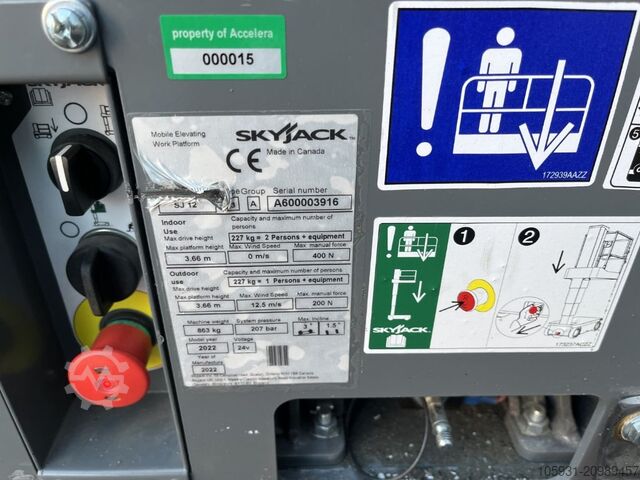 property of Accelera
000015
SKYJACK
Mobile Elevating
Work Platform
SKYJACK
CE
Made in Canada
Group
Serial number
SJ 12
A
A600003916
Indoor
Use
Capacity and maximum number of
persons
Max drive height
227 kg = 2 Persons + equipment
Max platform height
Max. Wind Speed
Max. manual force
3.66 m
0 m/s
400 N
Outdoor
Use
Capacity and maximum number of
persons
Max drive height
227 kg = 1 Persons + equipment
Max platform height
Max. Wind Speed
Max. manual force
3.66 m
12.5 m/s
200 N
Machine weight
System pressure
Max. Incline
863 kg
207 bar
3°
1.5°
Model year
Voltage
2022
24v
Year of
Manufacture
2022
172939AAZZ
1
2
SKYJACK
172937ACZZ
105931-20989457